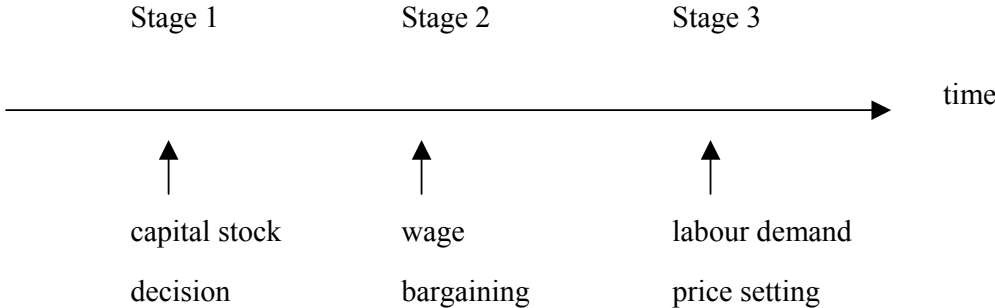 Stage 1 Stage 2 Stage 3
time
capital stock wage labour demand
decision bargaining price setting